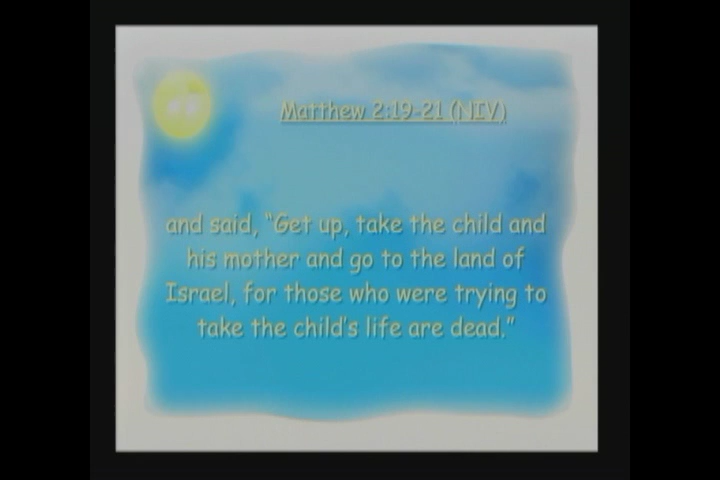 Matthew 2:19-21 (NIV)
and said, “Get up, take the child and
his mother and go to the land of
Israel, for those who were trying to
take the child’s life are dead.”